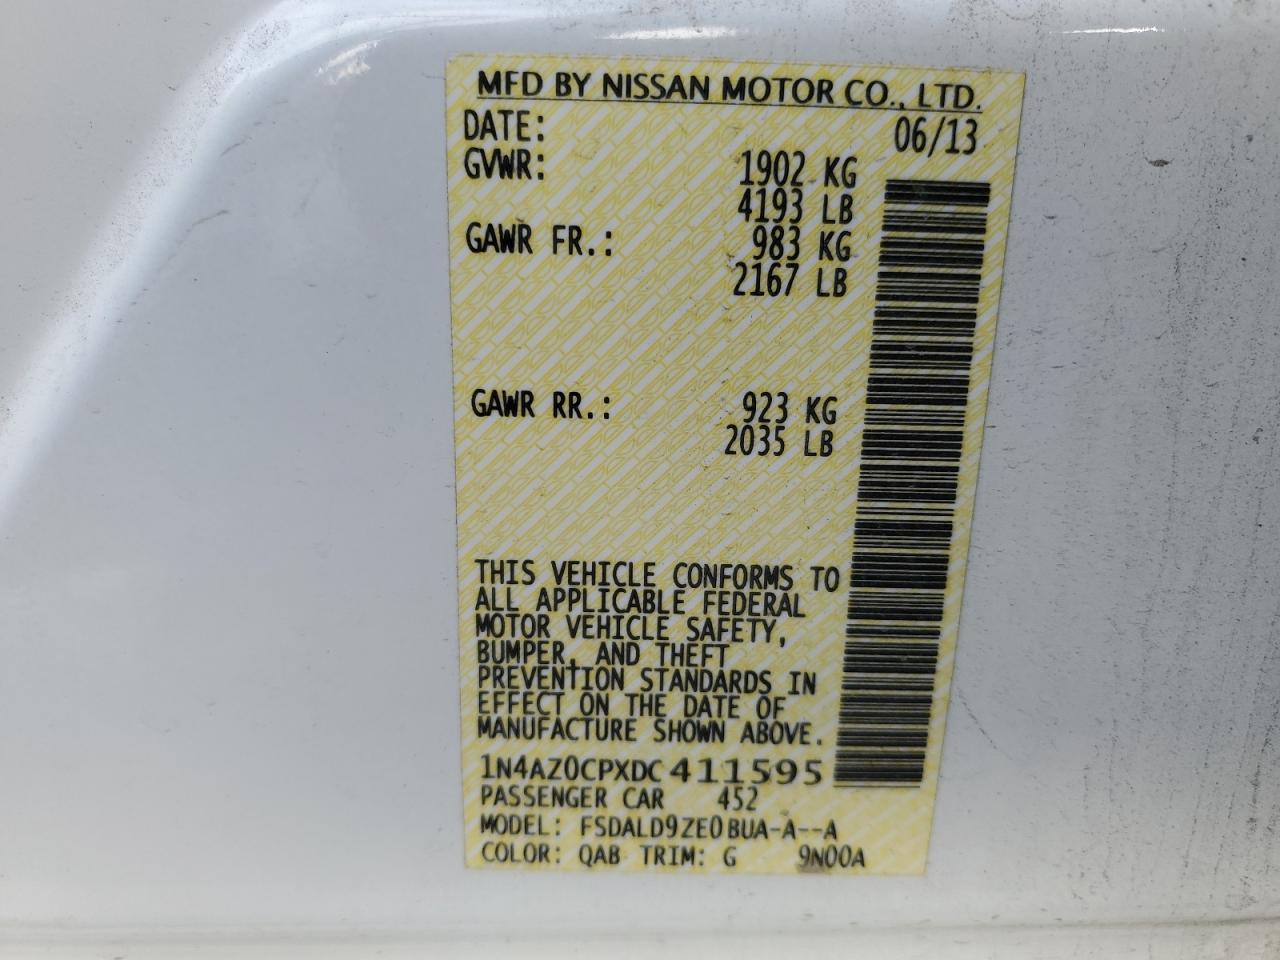 MFD BY NISSAN MOTOR CO., LTD.
DATE: 06/13
GVWR: 1902 KG
4193 LB
GAWR FR.: 983 KG
2167 LB
GAWR RR.: 923 KG
2035 LB
THIS VEHICLE CONFORMS TO
ALL APPLICABLE FEDERAL
MOTOR VEHICLE SAFETY,
BUMPER, AND THEFT
PREVENTION STANDARDS IN
EFFECT ON THE DATE OF
MANUFACTURE SHOWN ABOVE.
1N4AZ0CPXDC411595
PASSENGER CAR 452
MODEL: FSDALD9ZE0BUA-A--A
COLOR: QAB TRIM: G 9N00A